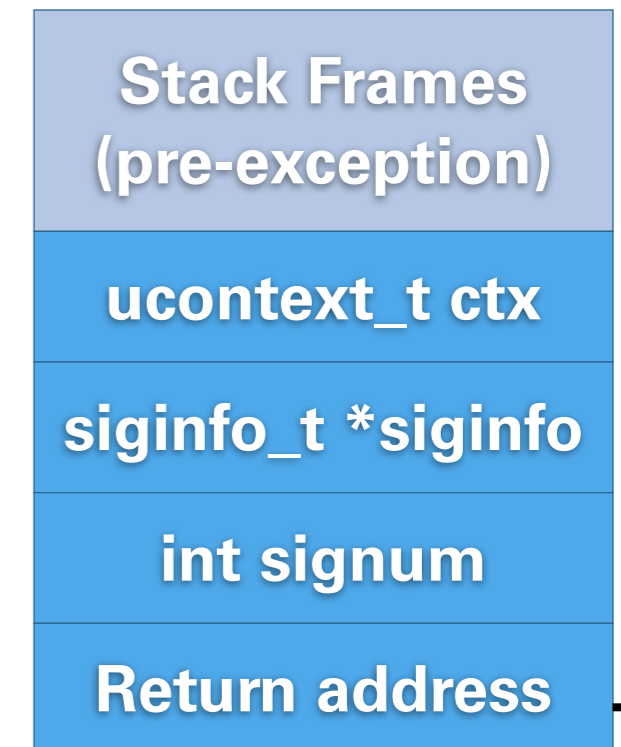 Stack Frames
(pre-exception)
ucontext_t ctx
siginfo_t *siginfo
int signum
Return address